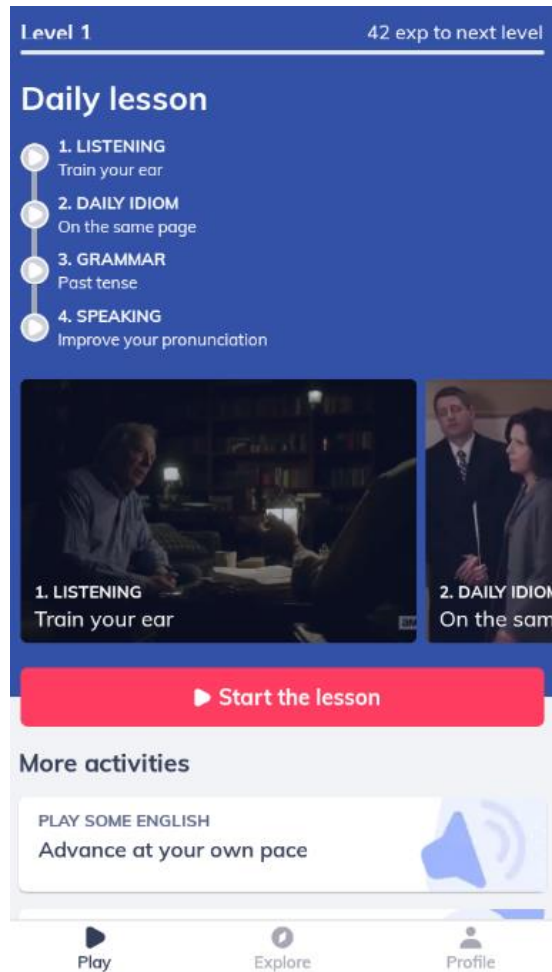 Level 1
42 exp to next level
Daily lesson
1. LISTENING
Train your ear
2. DAILY IDIOM
On the same page
3. GRAMMAR
Past tense
4. SPEAKING
Improve your pronunciation
1. LISTENING
Train your ear
2. DAILY IDIOM
On the sam
Start the lesson
More activities
PLAY SOME ENGLISH
Advance at your own pace
Play
Explore
Profile